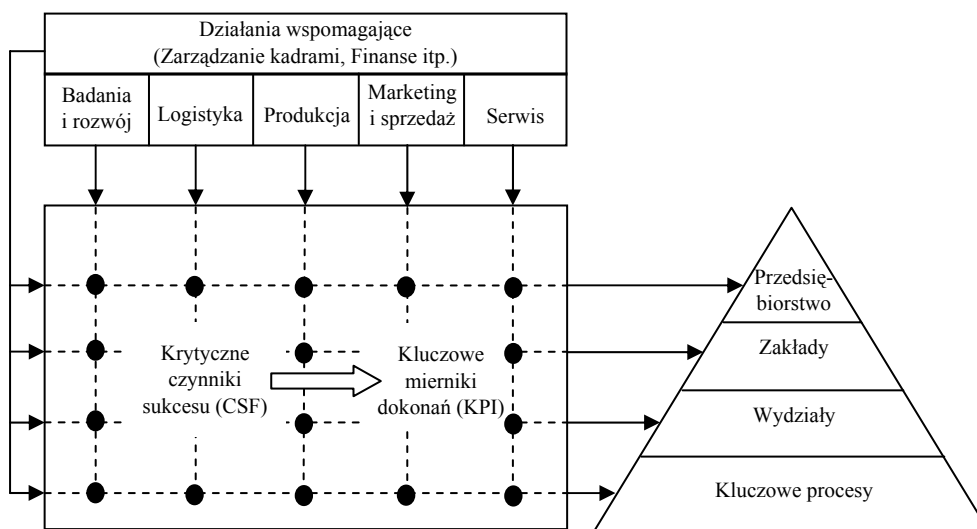 Działania wspomagające
(Zarządzanie kadrami, Finanse itp.)
Badania
i rozwój
Logistyka
Produkcja
Marketing
i sprzedaż
Serwis
Krytyczne
czynniki
sukcesu (CSF)
Kluczowe
mierniki
dokonań (KPI)
Przedsię-
biorstwo
Zakłady
Wydziały
Kluczowe procesy